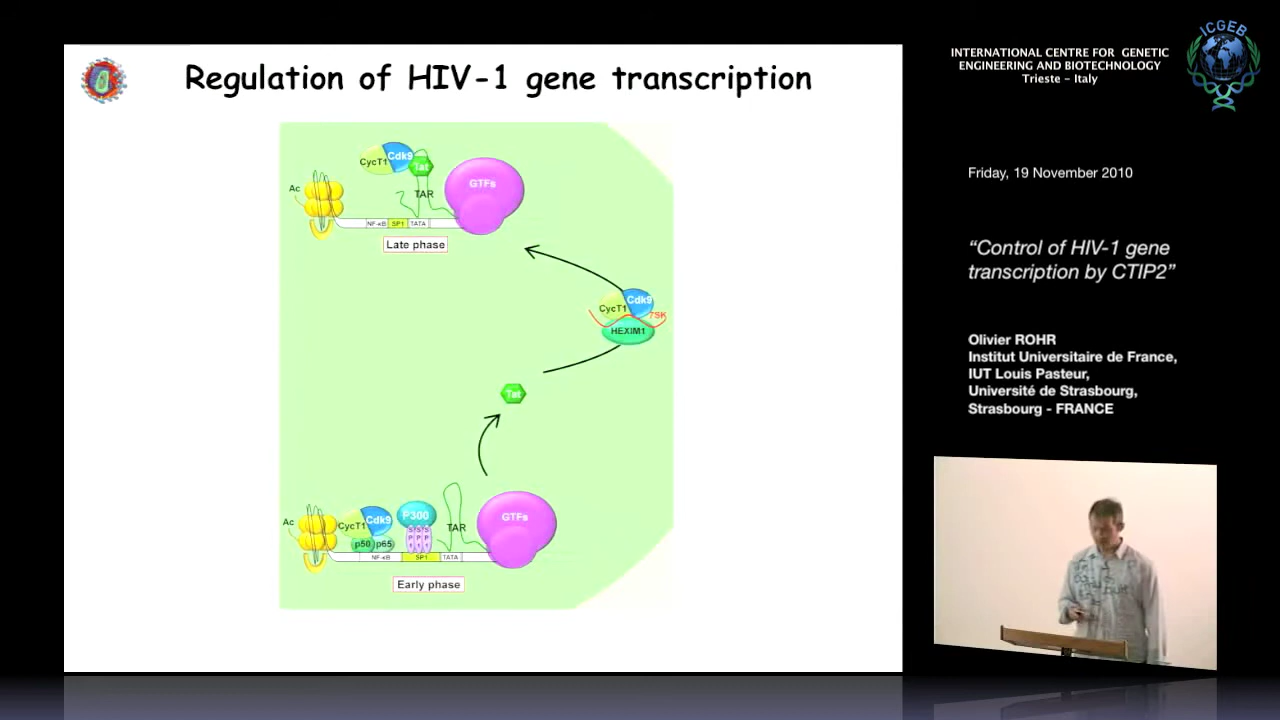 Regulation of HIV-1 gene transcription
CycT1
Cdk9
Tat
Ac
TAR
GTFs
NF-κB
SP1
TATA
Late phase
CycT1
Cdk9
7SK
HEXIM1
Tat
Ac
CycT1
Cdk9
P300
p50
p65
SP1
SP1
SP1
TAR
GTFs
NF-κB
SP1
TATA
Early phase
ICGEB
INTERNATIONAL CENTRE FOR GENETIC
ENGINEERING AND BIOTECHNOLOGY
Trieste - Italy
Friday, 19 November 2010
“Control of HIV-1 gene
transcription by CTIP2”
Olivier ROHR
Institut Universitaire de France,
IUT Louis Pasteur,
Université de Strasbourg,
Strasbourg - FRANCE